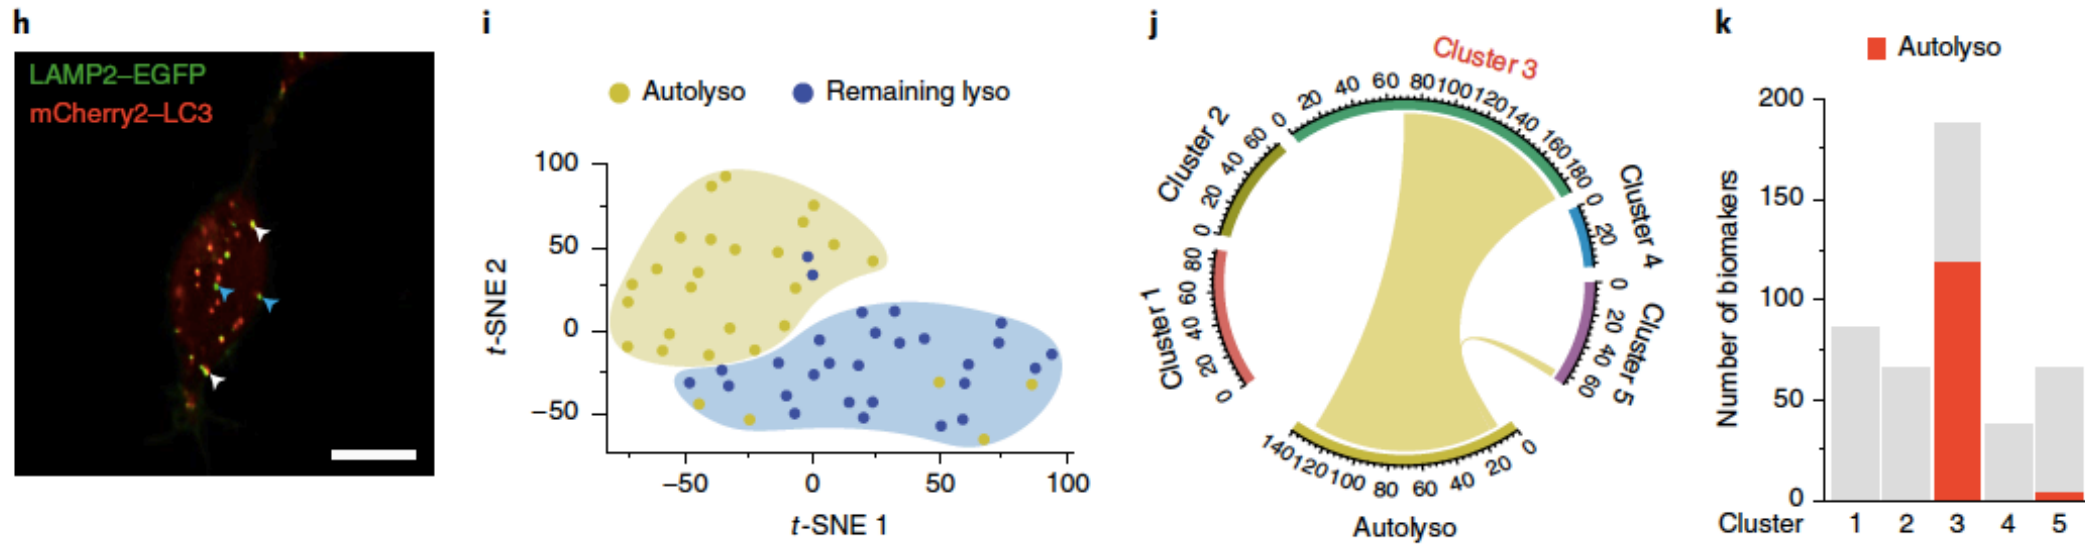 h
LAMP2–EGFP
mCherry2–LC3
i
Autolyso
Remaining lyso
t-SNE 2
100
50
0
–50
–50 0 50 100
t-SNE 1
j
Cluster 1
0 20 40 60 80
Cluster 2
0 20 40 60
Cluster 3
0 20 40 60 80 100 120 140 160 180
Cluster 4
0 20
Cluster 5
0 20 40 60
140 120 100 80 60 40 20 0
Autolyso
k
Autolyso
Number of biomakers
200
150
100
50
0
Cluster 1 2 3 4 5